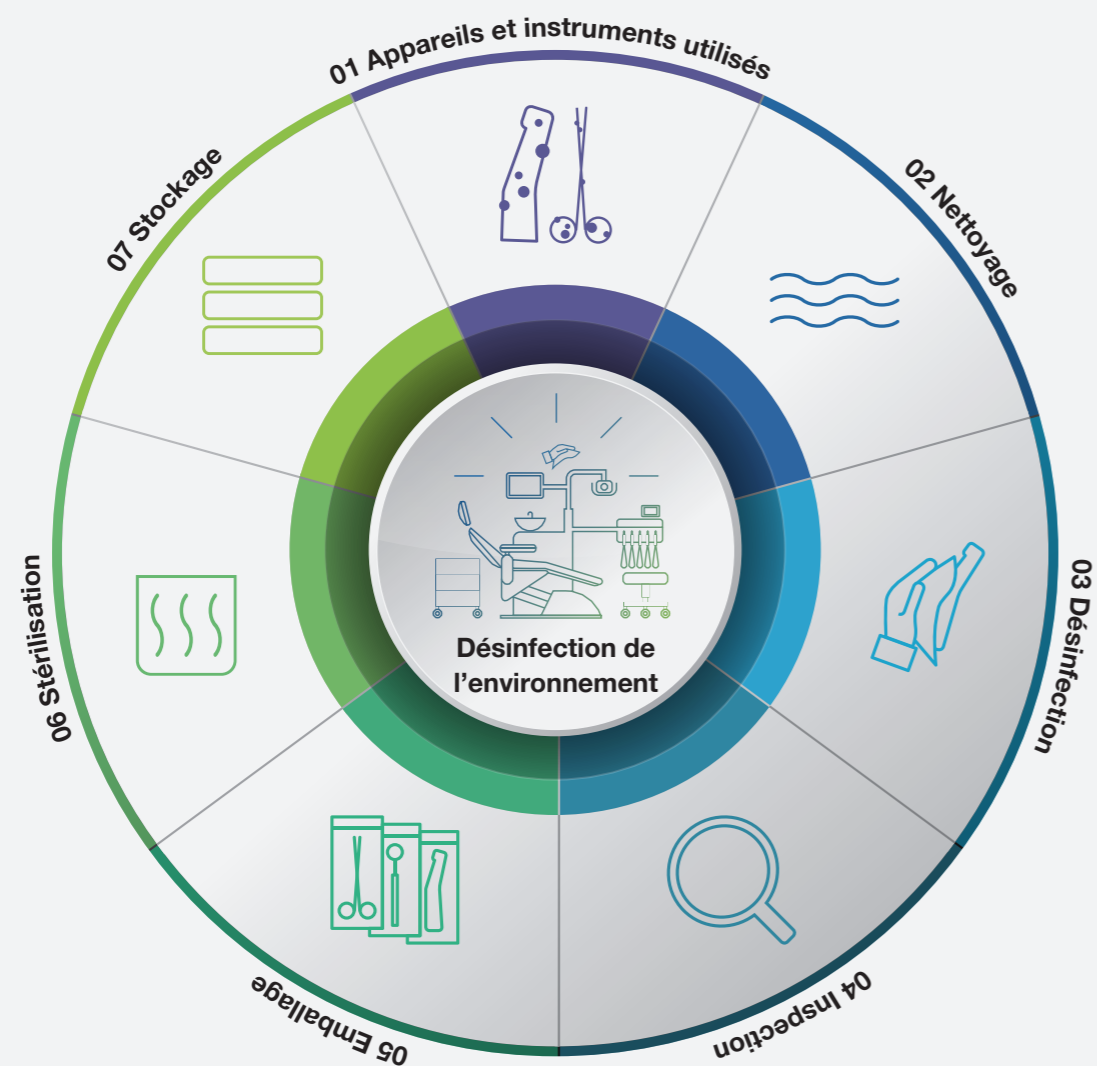 01 Appareils et instruments utilisés
02 Nettoyage
03 Désinfection
04 Inspection
05 Emballage
06 Stérilisation
07 Stockage
Désinfection de
l’environnement